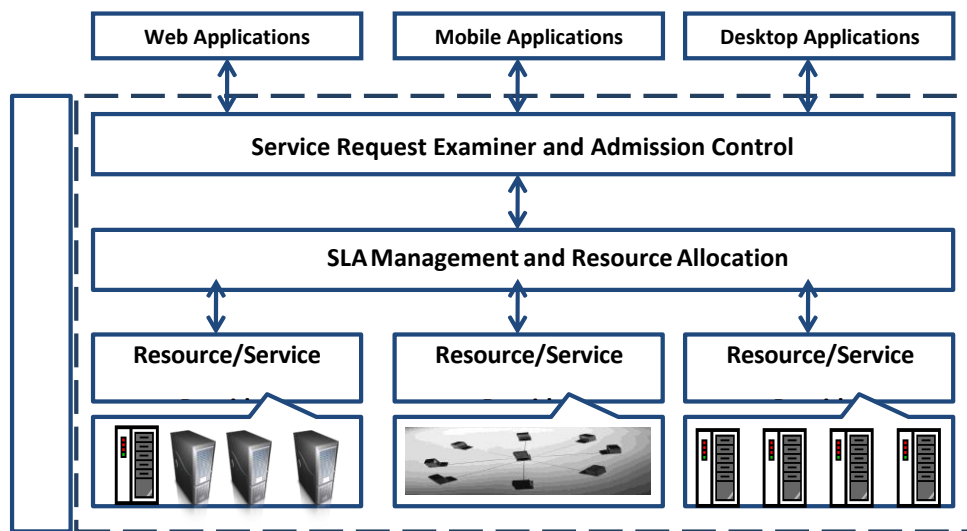 Web Applications
Mobile Applications
Desktop Applications
Service Request Examiner and Admission Control
SLA Management and Resource Allocation
Resource/Service
Resource/Service
Resource/Service